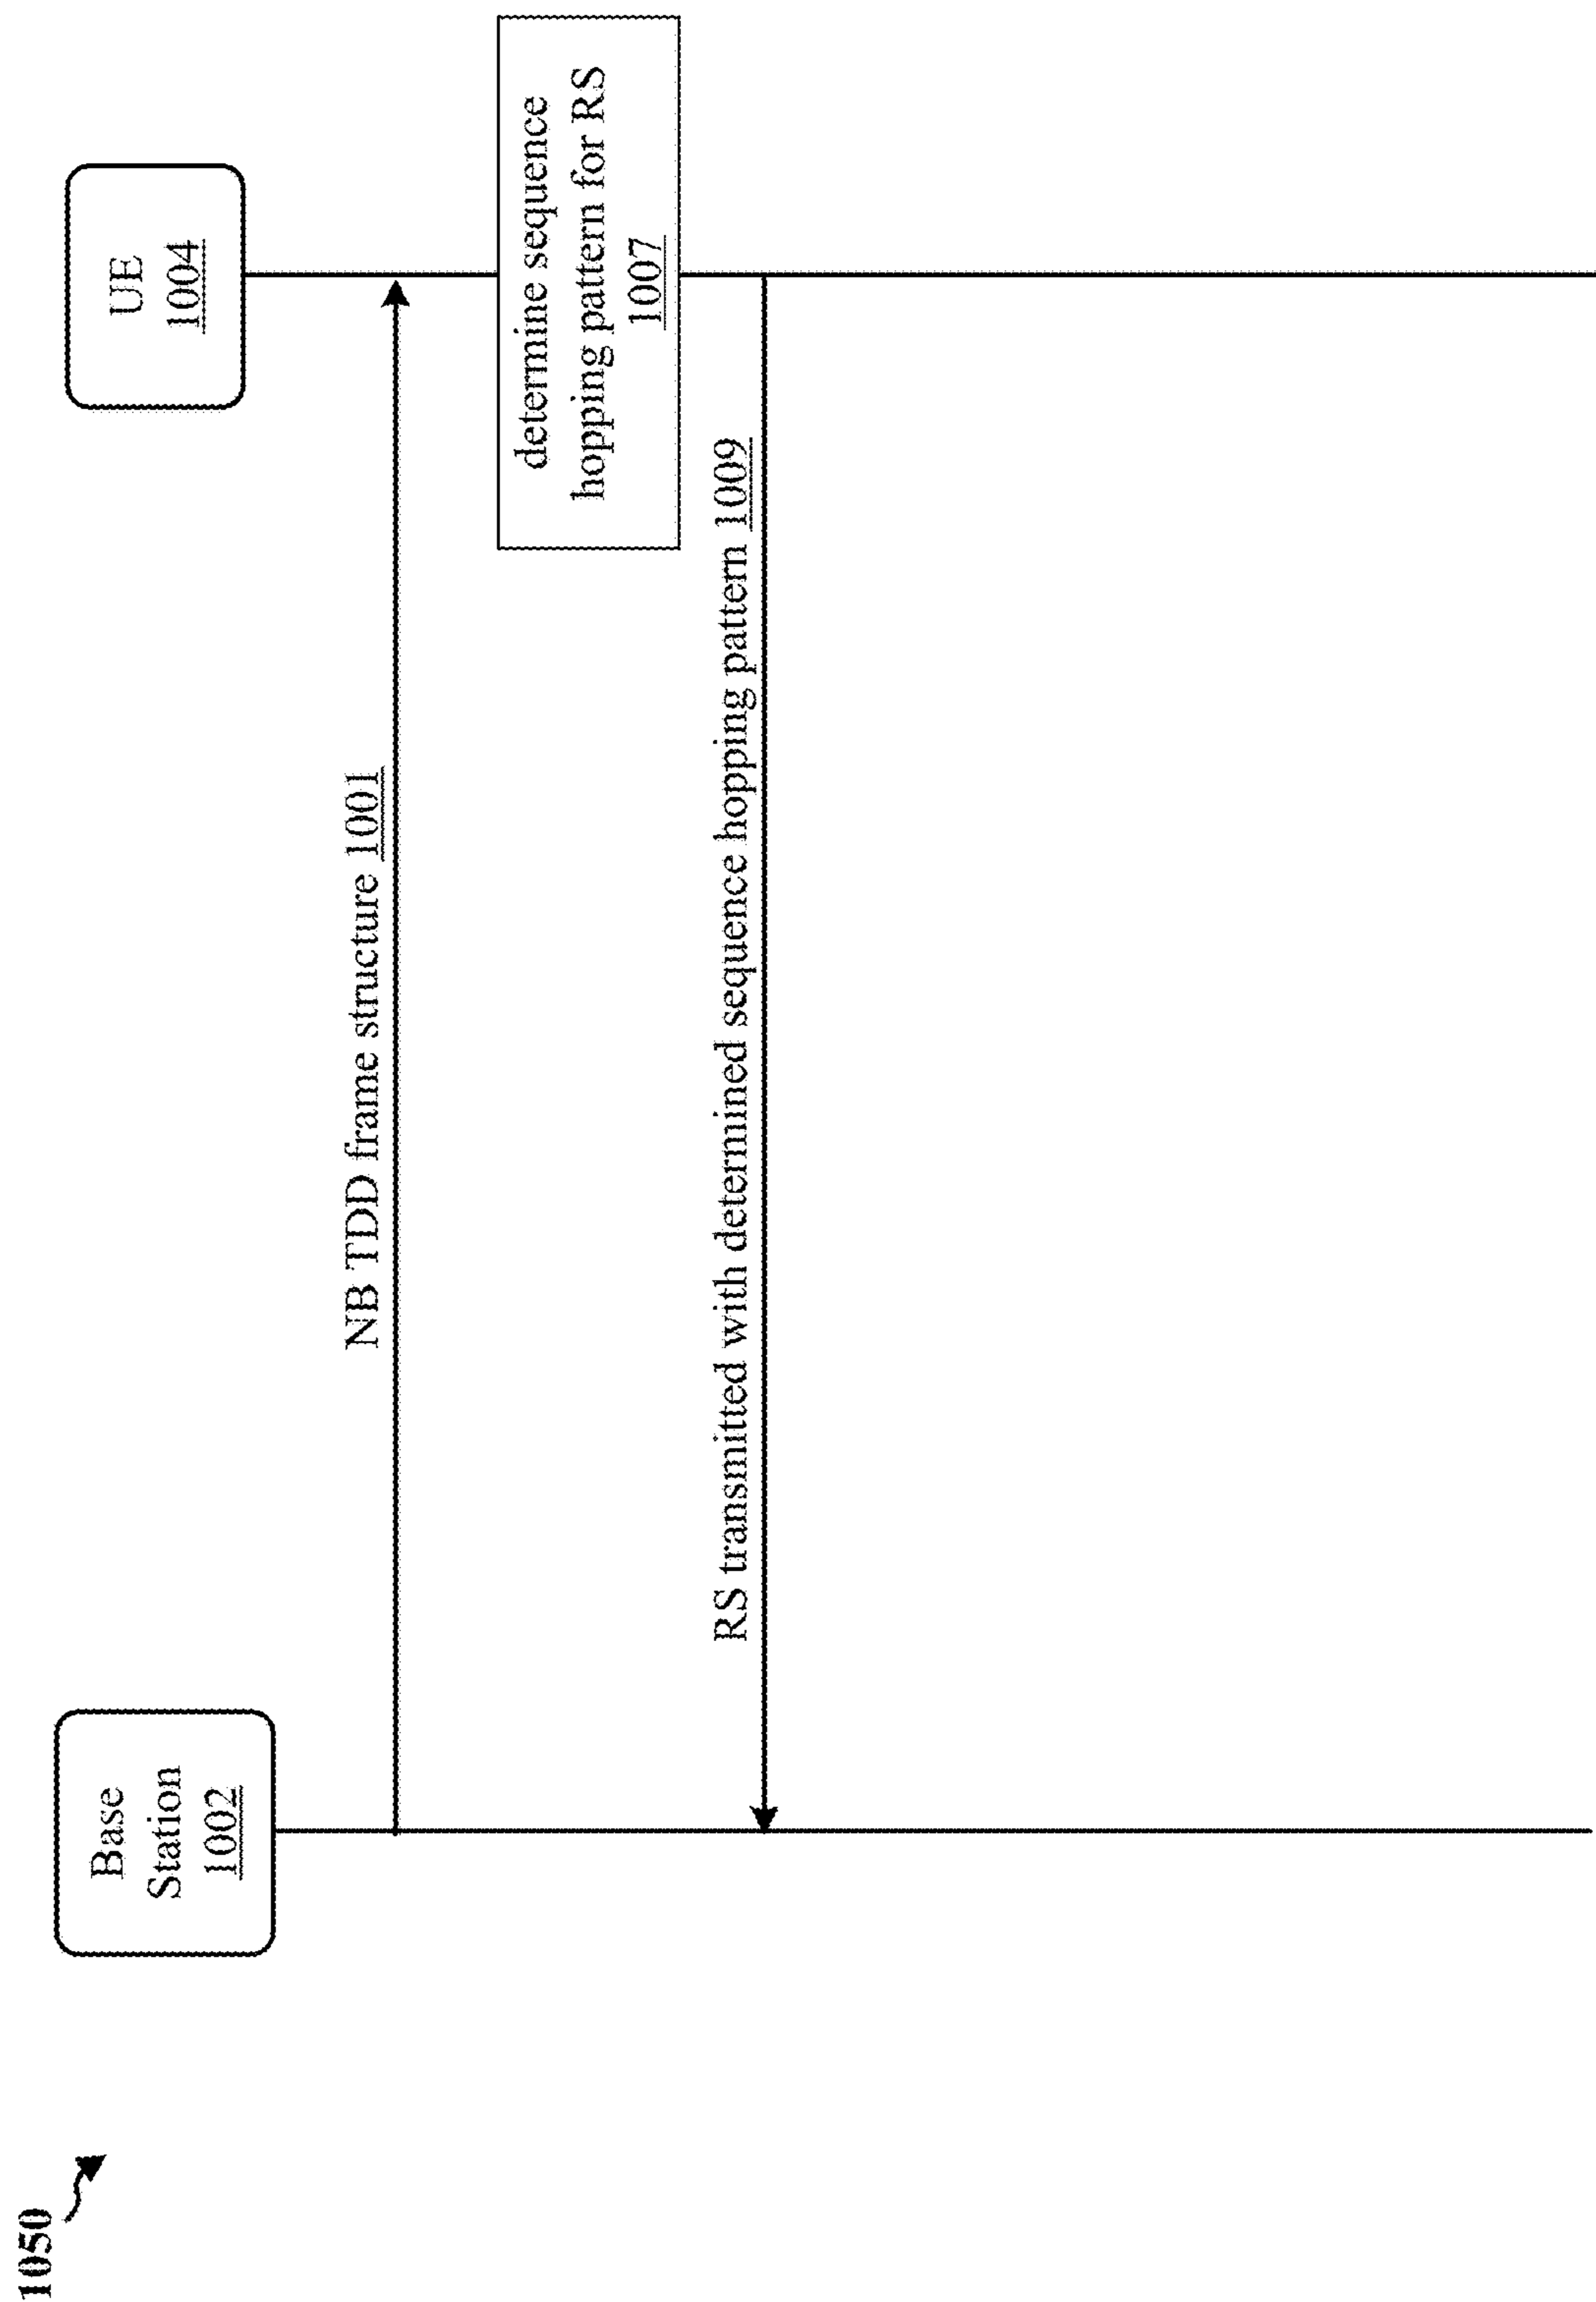 1050
Base
Station
1002
UE
1004
NB TDD frame structure 1001
determine sequence
hopping pattern for RS
1007
RS transmitted with determined sequence hopping pattern 1009